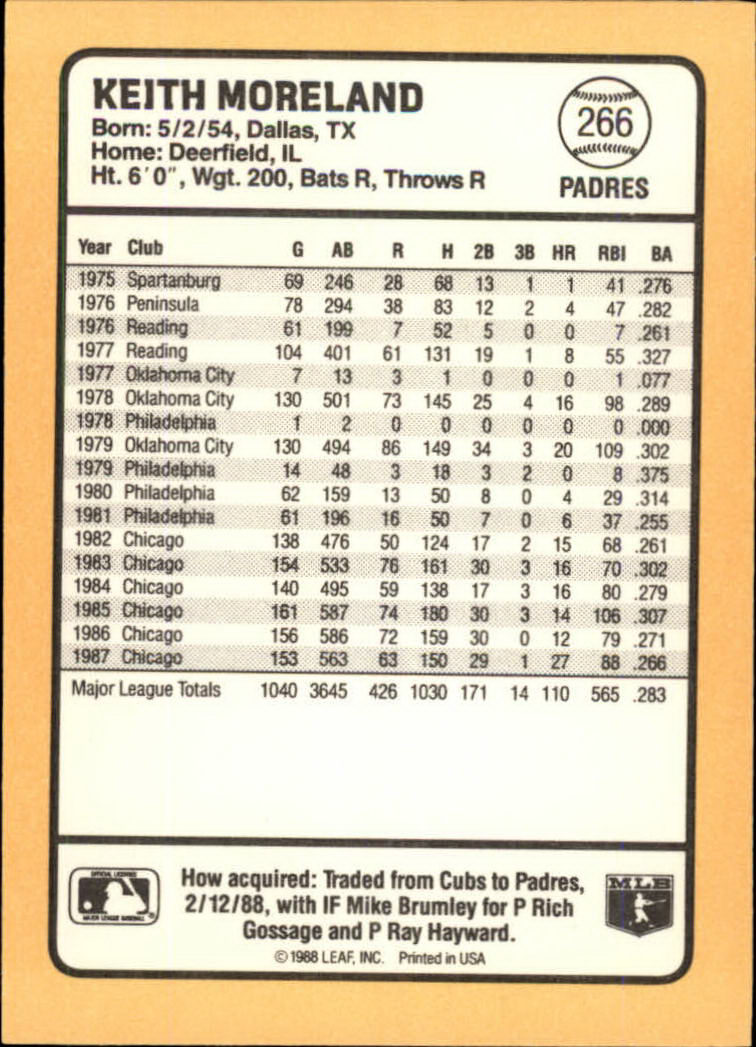 KEITH MORELAND
Born: 5/2/54, Dallas, TX
Home: Deerfield, IL
Ht. 6'0", Wgt. 200, Bats R, Throws R
266
PADRES
Year Club G AB R H 2B 3B HR RBI BA
1975 Spartanburg 69 246 28 68 13 1 1 41 .276
1976 Peninsula 78 294 38 83 12 2 4 47 .282
1976 Reading 61 199 7 52 5 0 0 7 .261
1977 Reading 104 401 61 131 19 1 8 55 .327
1977 Oklahoma City 7 13 3 1 0 0 0 1 .077
1978 Oklahoma City 130 501 73 145 25 4 16 98 .289
1978 Philadelphia 1 2 0 0 0 0 0 0 .000
1979 Oklahoma City 130 494 86 149 34 3 20 109 .302
1979 Philadelphia 14 48 3 18 3 2 0 8 .375
1980 Philadelphia 62 159 13 50 8 0 4 29 .314
1981 Philadelphia 61 196 16 50 7 0 6 37 .255
1982 Chicago 138 476 50 124 17 2 15 68 .261
1983 Chicago 154 533 76 161 30 3 16 70 .302
1984 Chicago 140 495 59 138 17 3 16 80 .279
1985 Chicago 161 587 74 180 30 3 14 106 .307
1986 Chicago 156 586 72 159 30 0 12 79 .271
1987 Chicago 153 563 63 150 29 1 27 88 .266
Major League Totals 1040 3645 426 1030 171 14 110 565 .283
OFFICIAL LICENSEE
MAJOR LEAGUE BASEBALL
®
How acquired: Traded from Cubs to Padres,
2/12/88, with IF Mike Brumley for P Rich
Gossage and P Ray Hayward.
MLB
©1988 LEAF, INC. Printed in USA